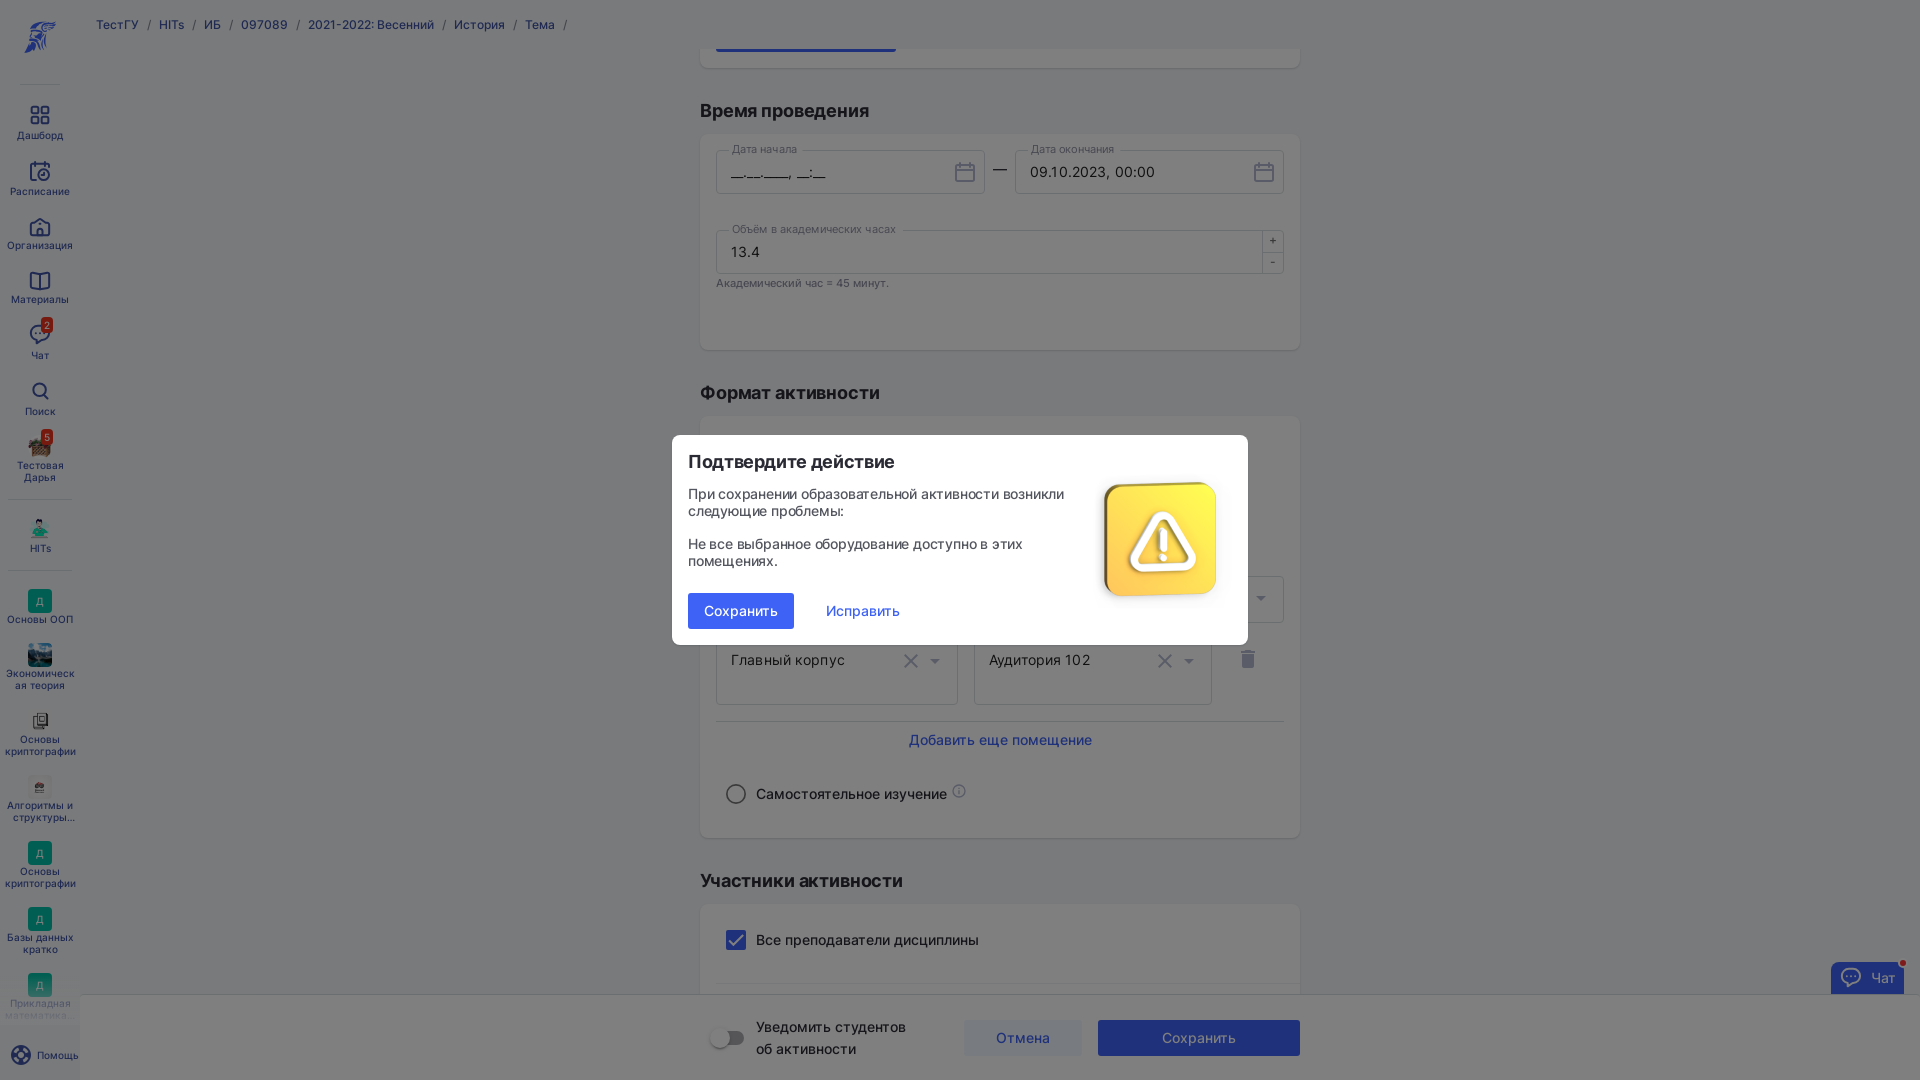 ТестГУ / HITs / ИБ / 097089 / 2021-2022: Весенний / История / Тема /
Дашборд
Расписание
Организация
Материалы
2
Чат
Поиск
5
Тестовая
Дарья
HITs
Д
Основы ООП
Экономическ
ая теория
Основы
криптографии
Алгоритмы и
структуры...
Д
Основы
криптографии
Д
Базы данных
кратко
Д
Прикладная
математика...
Помощь
Время проведения
Дата начала
__.__.____, __:__
—
Дата окончания
09.10.2023, 00:00
Объём в академических часах
13.4
+
-
Академический час = 45 минут.
Формат активности
Подтвердите действие
При сохранении образовательной активности возникли
следующие проблемы:
Не все выбранное оборудование доступно в этих
помещениях.
Сохранить
Исправить
Главный корпус
Аудитория 102
Добавить еще помещение
Самостоятельное изучение
Участники активности
Все преподаватели дисциплины
Чат
Уведомить студентов
об активности
Отмена
Сохранить